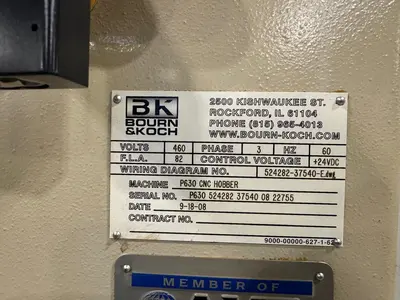 BK
BOURN
&KOCH
2500 KISHWAUKEE ST.
ROCKFORD, IL 61104
PHONE (815) 965-4013
WWW.BOURN-KOCH.COM
VOLTS 460 PHASE 3 HZ 60
F.L.A. 82 CONTROL VOLTAGE +24VDC
WIRING DIAGRAM NO. 524282-37540-E.dwg
MACHINE P630 CNC HOBBER
SERIAL NO. P630 524282 37540 08 22755
DATE 9-18-08
CONTRACT NO.
9000-00000-627-1-62
MEMBER OF